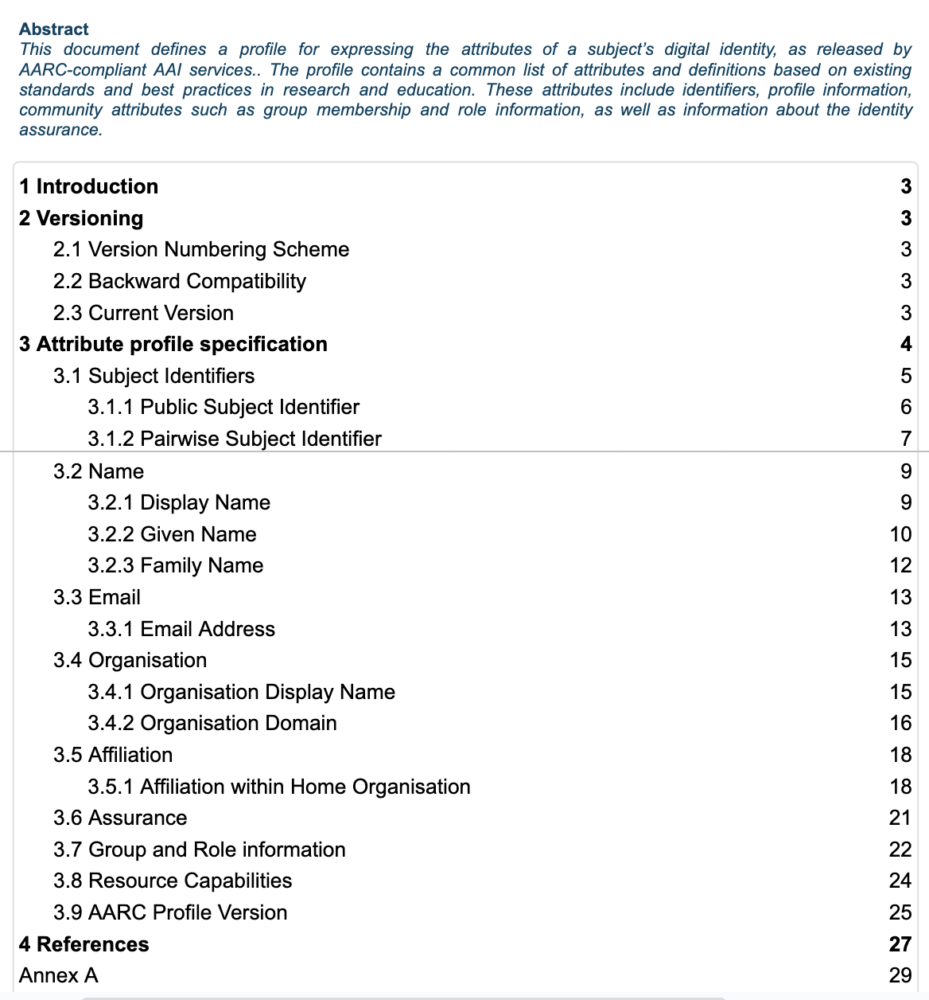 Abstract
This document defines a profile for expressing the attributes of a subject's digital identity, as released by
AARC-compliant AAI services.. The profile contains a common list of attributes and definitions based on existing
standards and best practices in research and education. These attributes include identifiers, profile information,
community attributes such as group membership and role information, as well as information about the identity
assurance.
1 Introduction 3
2 Versioning 3
2.1 Version Numbering Scheme 3
2.2 Backward Compatibility 3
2.3 Current Version 3
3 Attribute profile specification 4
3.1 Subject Identifiers 5
3.1.1 Public Subject Identifier 6
3.1.2 Pairwise Subject Identifier 7
3.2 Name 9
3.2.1 Display Name 9
3.2.2 Given Name 10
3.2.3 Family Name 12
3.3 Email 13
3.3.1 Email Address 13
3.4 Organisation 15
3.4.1 Organisation Display Name 15
3.4.2 Organisation Domain 16
3.5 Affiliation 18
3.5.1 Affiliation within Home Organisation 18
3.6 Assurance 21
3.7 Group and Role information 22
3.8 Resource Capabilities 24
3.9 AARC Profile Version 25
4 References 27
Annex A 29